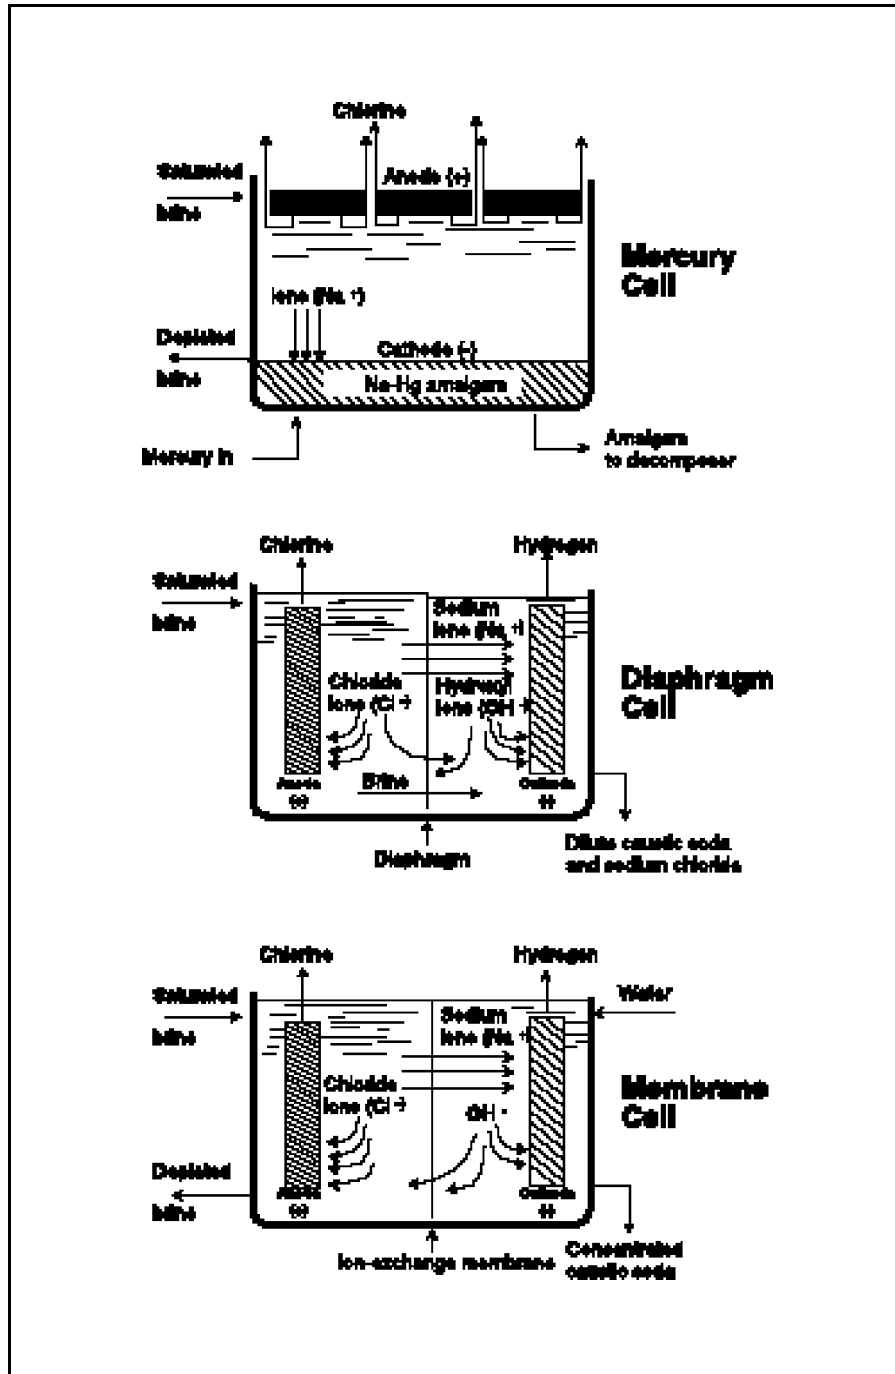 Chlorine
Saturated
brine
Anode (+)
Mercury
Cell
Ions (Na +)
Depleted
brine
Cathode (-)
Na-Hg amalgam
Mercury in
Amalgam
to decomposer
Chlorine
Hydrogen
Saturated
brine
Sodium
ions (Na +)
Chloride
ions (Cl -)
Hydroxyl
ions (OH -)
Diaphragm
Cell
Anode
(+)
Brine
Cathode
(-)
Diaphragm
Dilute caustic soda
and sodium chloride
Chlorine
Hydrogen
Saturated
brine
Water
Sodium
ions (Na +)
Chloride
ions (Cl -)
OH -
Membrane
Cell
Depleted
brine
Anode
(+)
Cathode
(-)
Ion-exchange membrane
Concentrated
caustic soda